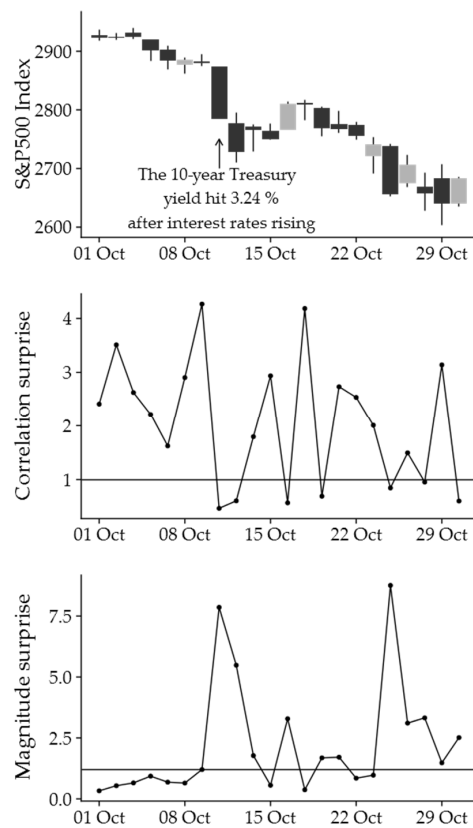 S&P500 Index
2900
2800
2700
2600
The 10-year Treasury
yield hit 3.24 %
after interest rates rising
01 Oct 08 Oct 15 Oct 22 Oct 29 Oct
Correlation surprise
4
3
2
1
01 Oct 08 Oct 15 Oct 22 Oct 29 Oct
Magnitude surprise
7.5
5.0
2.5
0.0
01 Oct 08 Oct 15 Oct 22 Oct 29 Oct